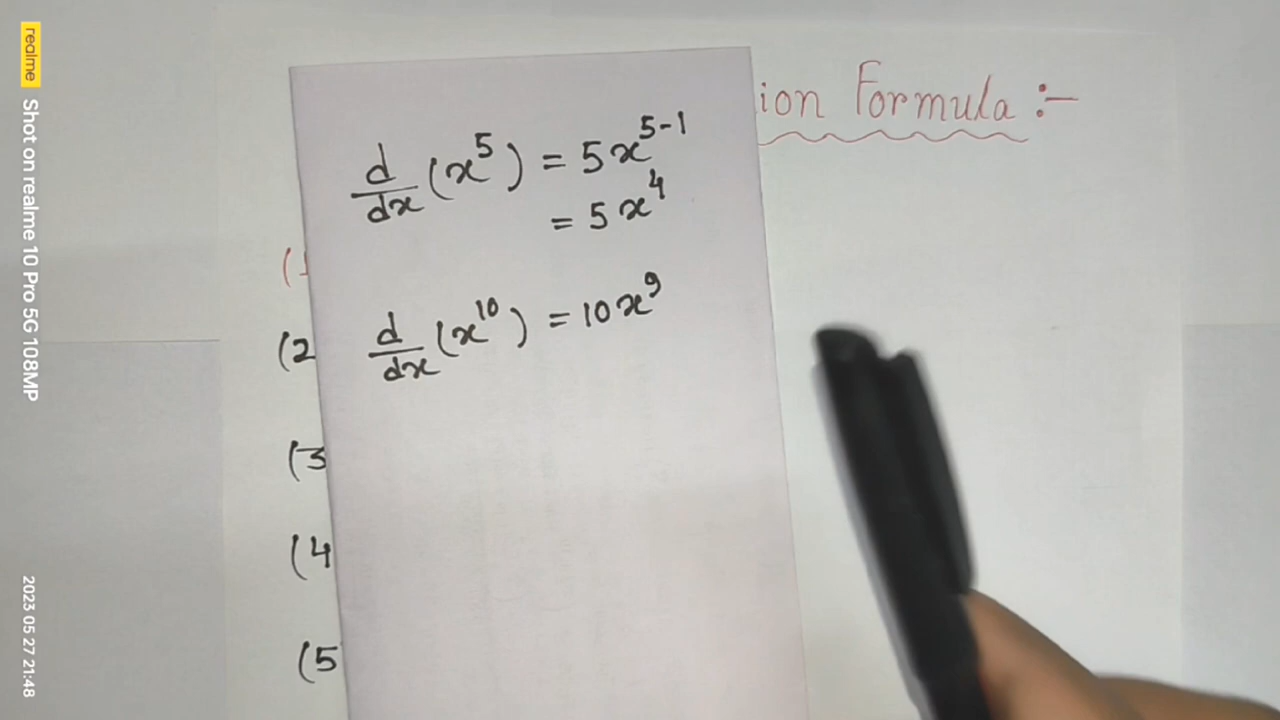 ion Formula :-
d/dx (x^5) = 5x^{5-1}
= 5x^4
d/dx (x^10) = 10x^9
(1
(2
(3
(4
(5
realme Shot on realme 10 Pro 5G 108MP
2023 05 27 21:48